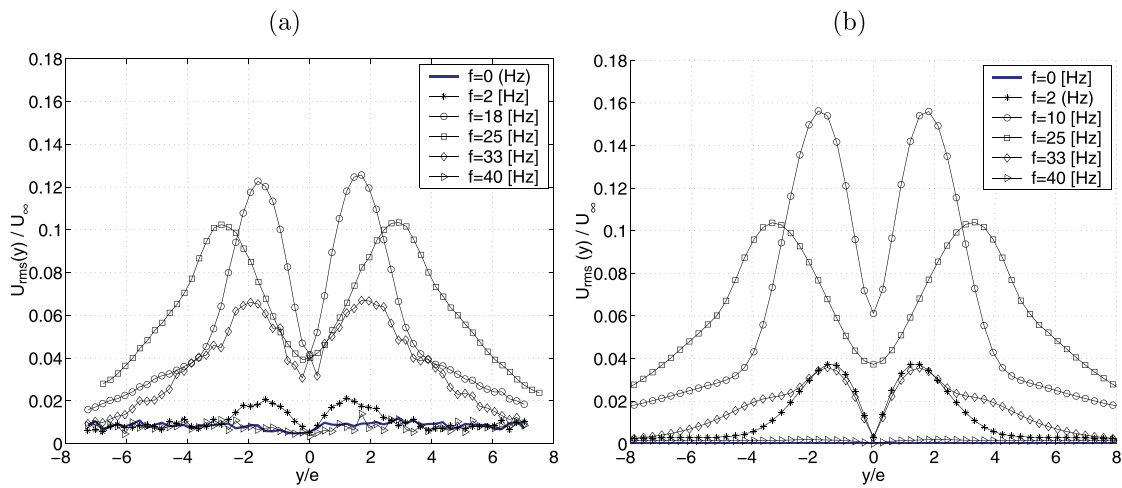 (a)
0.18
0.16
0.14
0.12
0.1
0.08
0.06
0.04
0.02
0
U_rms(y) / U_∞
f=0 (Hz)
f=2 [Hz]
f=18 [Hz]
f=25 [Hz]
f=33 [Hz]
f=40 [Hz]
−8 −6 −4 −2 0 2 4 6 8
y/e
(b)
0.18
0.16
0.14
0.12
0.1
0.08
0.06
0.04
0.02
0
U_rms (y) / U_∞
f=0 [Hz]
f=2 (Hz)
f=10 [Hz]
f=25 [Hz]
f=33 [Hz]
f=40 [Hz]
−8 −6 −4 −2 0 2 4 6 8
y/e